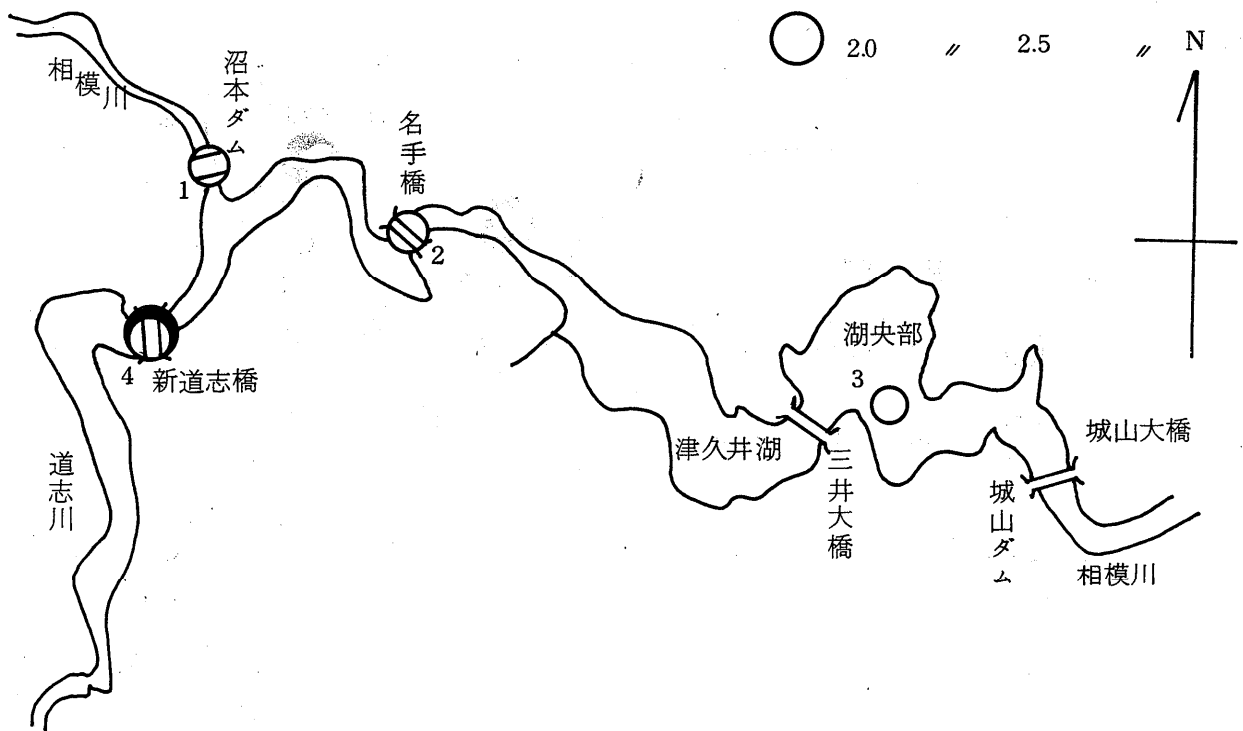 2.0 〃 2.5 〃
N
相模川
沼本ダム
名手橋
1
2
湖央部
3
4
新道志橋
城山大橋
津久井湖
道志川
三井大橋
城山ダム
相模川